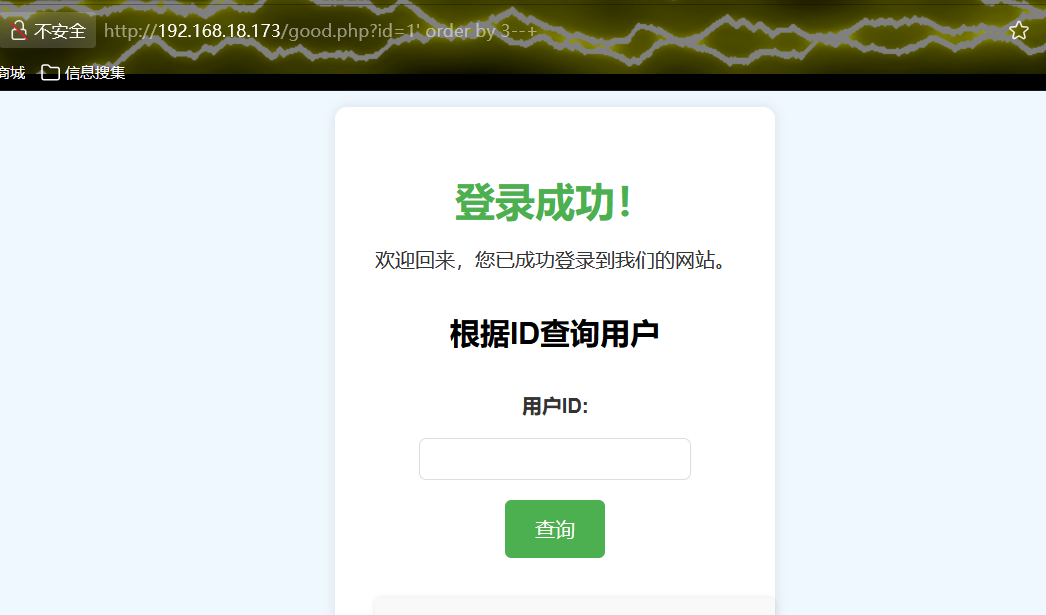 不安全 http://192.168.18.173/good.php?id=1' order by 3--+
商城 信息搜集
登录成功！
欢迎回来，您已成功登录到我们的网站。
根据ID查询用户
用户ID:
查询